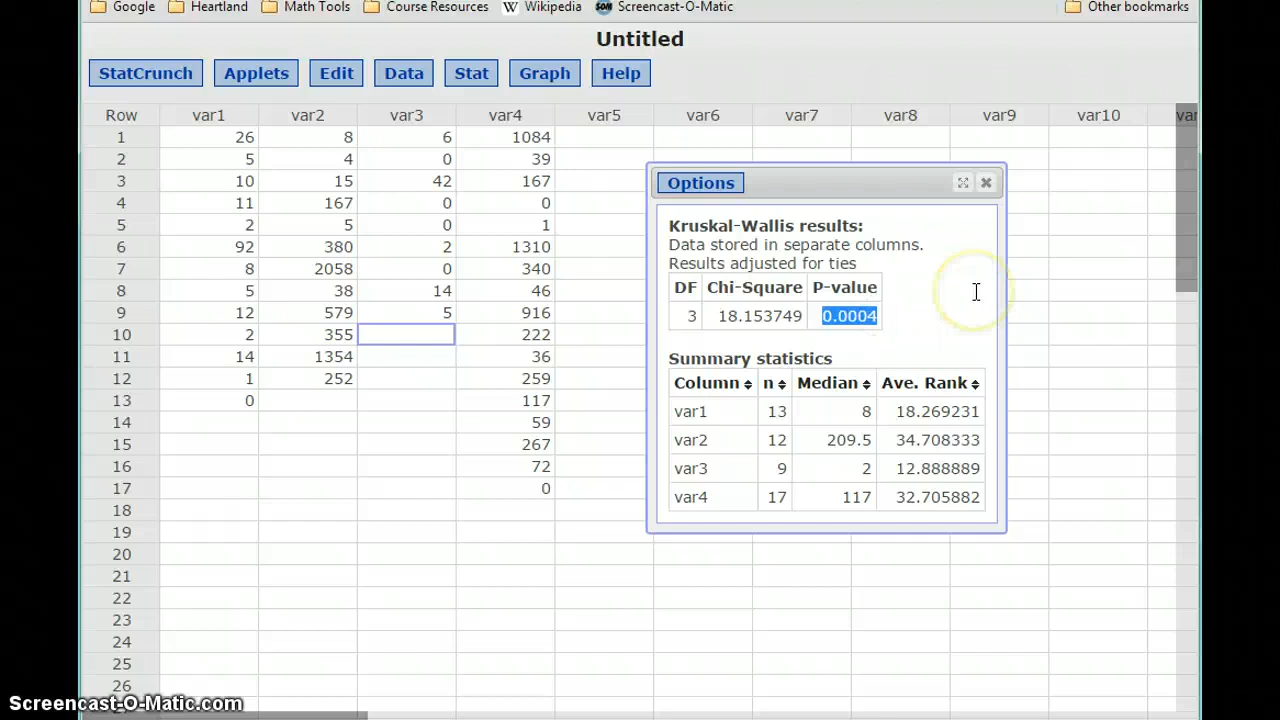 Google Heartland Math Tools Course Resources W Wikipedia SOM Screencast-O-Matic Other bookmarks
Untitled
StatCrunch Applets Edit Data Stat Graph Help
Row var1 var2 var3 var4 var5 var6 var7 var8 var9 var10 var
1 26 8 6 1084
2 5 4 0 39
3 10 15 42 167
4 11 167 0 0
5 2 5 0 1
6 92 380 2 1310
7 8 2058 0 340
8 5 38 14 46
9 12 579 5 916
10 2 355 222
11 14 1354 36
12 1 252 259
13 0 117
14 59
15 267
16 72
17 0
18
19
20
21
22
23
24
25
26
Options
Kruskal-Wallis results:
Data stored in separate columns.
Results adjusted for ties
DF Chi-Square P-value
3 18.153749 0.0004
Summary statistics
Column n Median Ave. Rank
var1 13 8 18.269231
var2 12 209.5 34.708333
var3 9 2 12.888889
var4 17 117 32.705882
Screencast-O-Matic.com